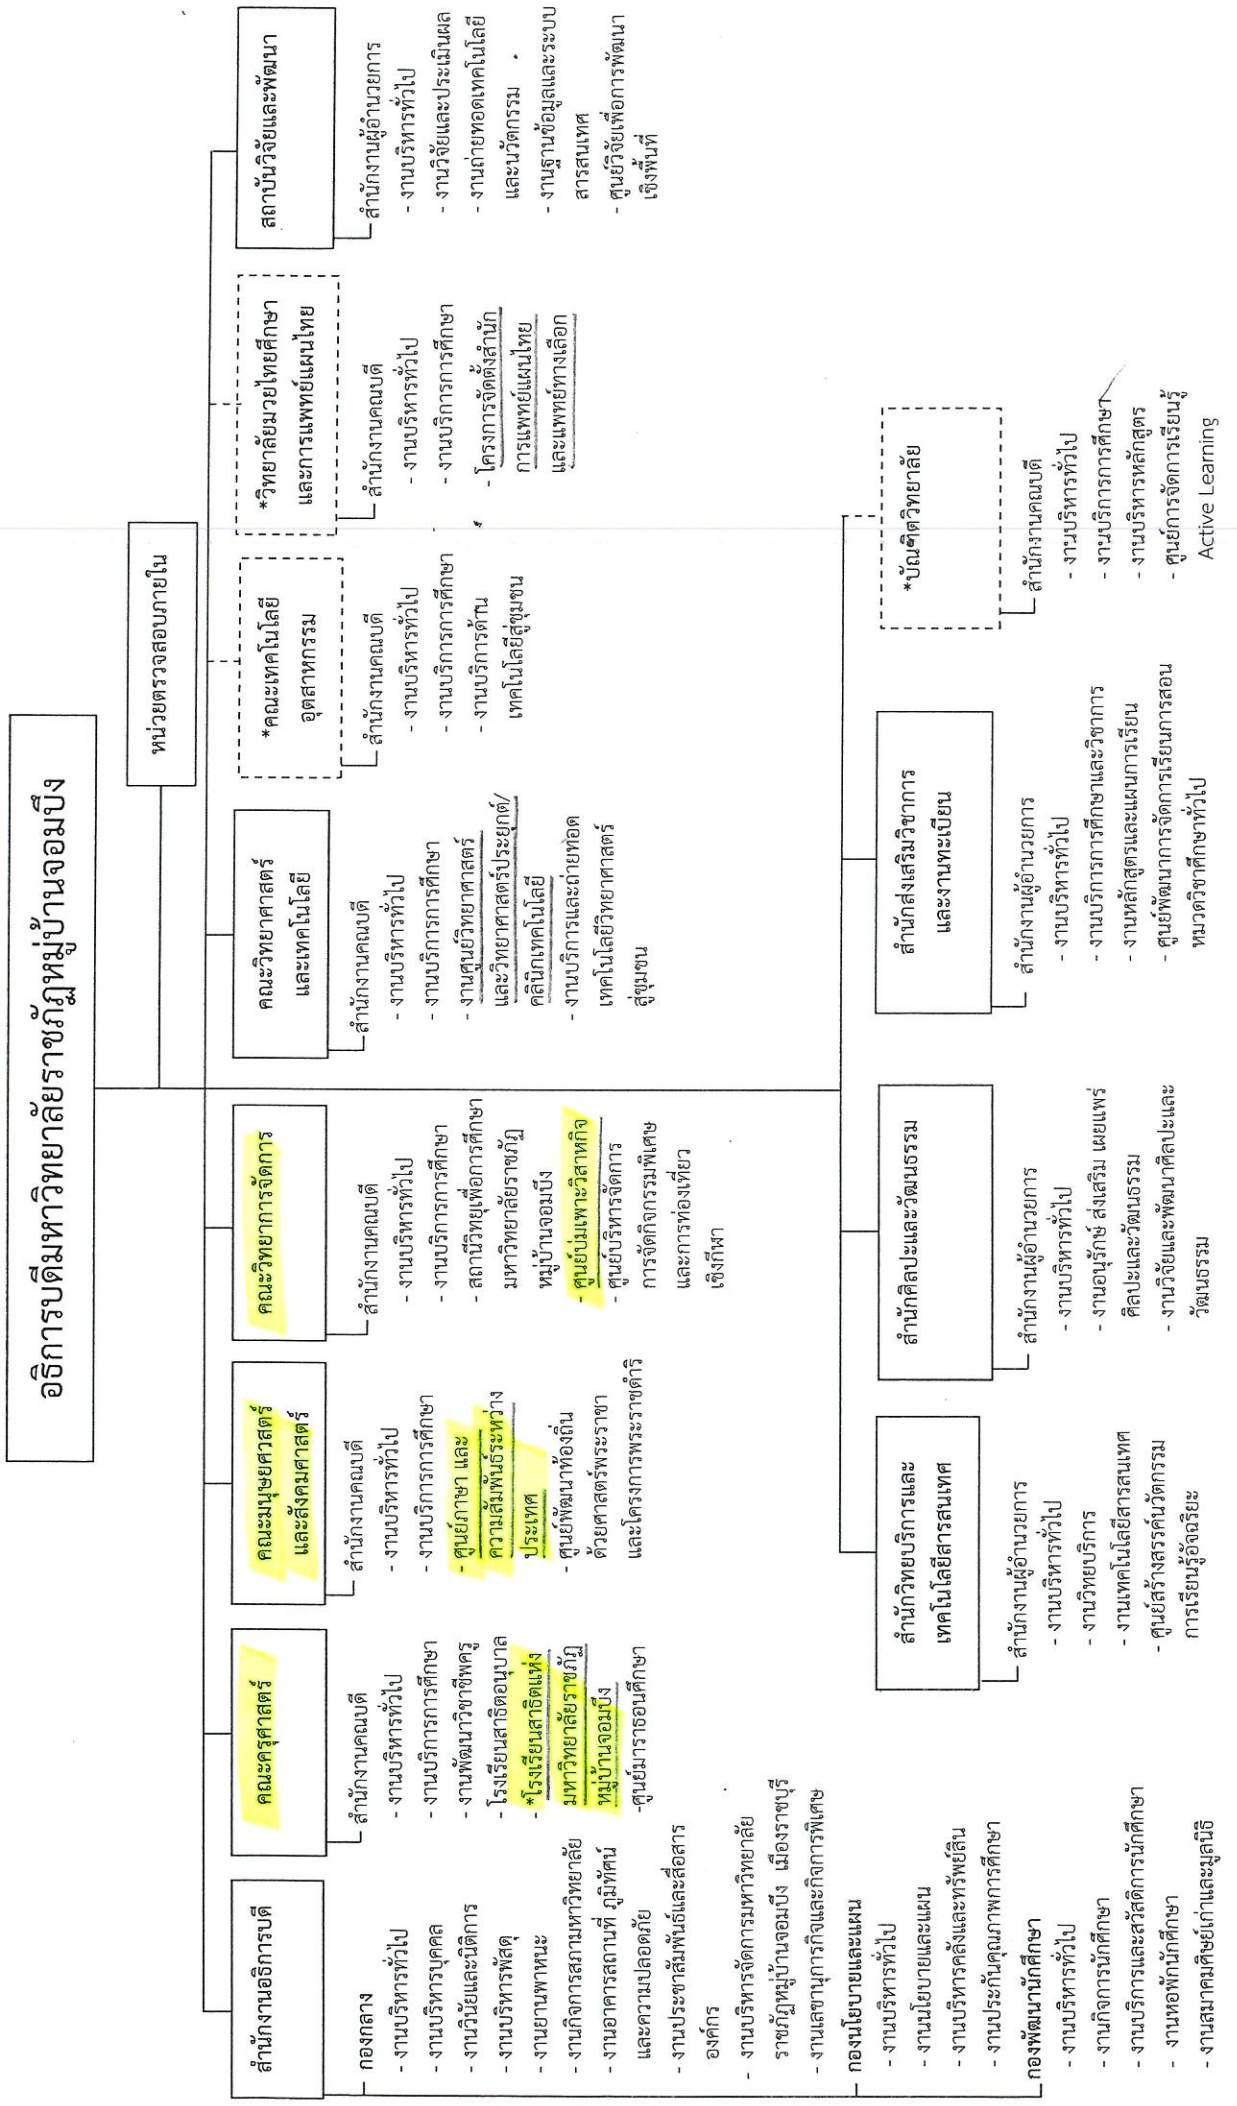 อธิการบดีมหาวิทยาลัยราชภัฏหมู่บ้านจอมบึง
หน่วยตรวจสอบภายใน
สำนักงานอธิการบดี
กองกลาง
- งานบริหารทั่วไป
- งานบริหารบุคคล
- งานวินัยและนิติการ
- งานบริหารพัสดุ
- งานยานพาหนะ
- งานกิจการสภามหาวิทยาลัย
- งานอาคารสถานที่ ภูมิทัศน์
และความปลอดภัย
- งานประชาสัมพันธ์และสื่อสาร
องค์กร
- งานบริหารจัดการมหาวิทยาลัย
ราชภัฏหมู่บ้านจอมบึง เมืองราชบุรี
- งานเลขานุการกิจและกิจการพิเศษ
กองนโยบายและแผน
- งานบริหารทั่วไป
- งานนโยบายและแผน
- งานบริหารคลังและทรัพย์สิน
- งานประกันคุณภาพการศึกษา
กองพัฒนานักศึกษา
- งานบริหารทั่วไป
- งานกิจการนักศึกษา
- งานบริการและสวัสดิการนักศึกษา
- งานหอพักนักศึกษา
- งานสมาคมศิษย์เก่าและมูลนิธิ
คณะครุศาสตร์
สำนักงานคณบดี
- งานบริหารทั่วไป
- งานบริการการศึกษา
- งานพัฒนาวิชาชีพครู
- โรงเรียนสาธิตอนุบาล
- *โรงเรียนสาธิตแห่ง
มหาวิทยาลัยราชภัฏ
หมู่บ้านจอมบึง
-ศูนย์มาราธอนศึกษา
คณะมนุษยศวสตร์
และสังคมศาสตร์
สำนักงานคณบดี
- งานบริหารทั่วไป
- งานบริการการศึกษา
- ศูนย์ภาษา และ
ความสัมพันธ์ระหว่าง
ประเทศ
- ศูนย์พัฒนาท้องถิ่น
ด้วยศาสตร์พระราชา
และโครงการพระราชดำริ
คณะวิทยาการจัดการ
สำนักงานคณบดี
- งานบริหารทั่วไป
- งานบริการการศึกษา
- สถานีวิทยุเพื่อการศึกษา
มหาวิทยาลัยราชภัฏ
หมู่บ้านจอมบึง
- ศูนย์บ่มเพาะวิสาหกิจ
- ศูนย์บริหารจัดการ
การจัดกิจกรรมพิเศษ
และการท่องเที่ยว
เชิงกีฬา
คณะวิทยาศาสตร์
และเทคโนโลยี
สำนักงานคณบดี
- งานบริหารทั่วไป
- งานบริการการศึกษา
- งานศูนย์วิทยาศาสตร์
และวิทยาศาสตร์ประยุกต์/
คลินิกเทคโนโลยี
- งานบริการและถ่ายทอด
เทคโนโลยีวิทยาศาสตร์
สู่ชุมชน
*คณะเทคโนโลยี
อุตสาหกรรม
สำนักงานคณบดี
- งานบริหารทั่วไป
- งานบริการการศึกษา
- งานบริการด้าน
เทคโนโลยีสู่ชุมชน
*วิทยาลัยมวยไทยศึกษา
และการแพทย์แผนไทย
สำนักงานคณบดี
- งานบริหารทั่วไป
- งานบริการการศึกษา
- โครงการจัดตั้งสำนัก
การแพทย์แผนไทย
และแพทย์ทางเลือก
สถาบันวิจัยและพัฒนา
สำนักงานผู้อำนวยการ
- งานบริหารทั่วไป
- งานวิจัยและประเมินผล
- งานถ่ายทอดเทคโนโลยี
และนวัตกรรม
- งานฐานข้อมูลและระบบ
สารสนเทศ
- ศูนย์วิจัยเพื่อการพัฒนา
เชิงพื้นที่
สำนักวิทยบริการและ
เทคโนโลยีสารสนเทศ
สำนักงานผู้อำนวยการ
- งานบริหารทั่วไป
- งานวิทยบริการ
- งานเทคโนโลยีสารสนเทศ
- ศูนย์สร้างสรรค์นวัตกรรม
การเรียนรู้อัจฉริยะ
สำนักศิลปะและวัฒนธรรม
สำนักงานผู้อำนวยการ
- งานบริหารทั่วไป
- งานอนุรักษ์ ส่งเสริม เผยแพร่
ศิลปะและวัฒนธรรม
- งานวิจัยและพัฒนาศิลปะและ
วัฒนธรรม
สำนักส่งเสริมวิชาการ
และงานทะเบียน
สำนักงานผู้อำนวยการ
- งานบริหารทั่วไป
- งานบริการการศึกษาและวิชาการ
- งานหลักสูตรและแผนการเรียน
- ศูนย์พัฒนาการจัดการเรียนการสอน
หมวดวิชาศึกษาทั่วไป
*บัณฑิตวิทยาลัย
สำนักงานคณบดี
- งานบริหารทั่วไป
- งานบริการการศึกษา
- งานหลักสูตร
- ศูนย์การจัดการเรียนรู้
Active Learning